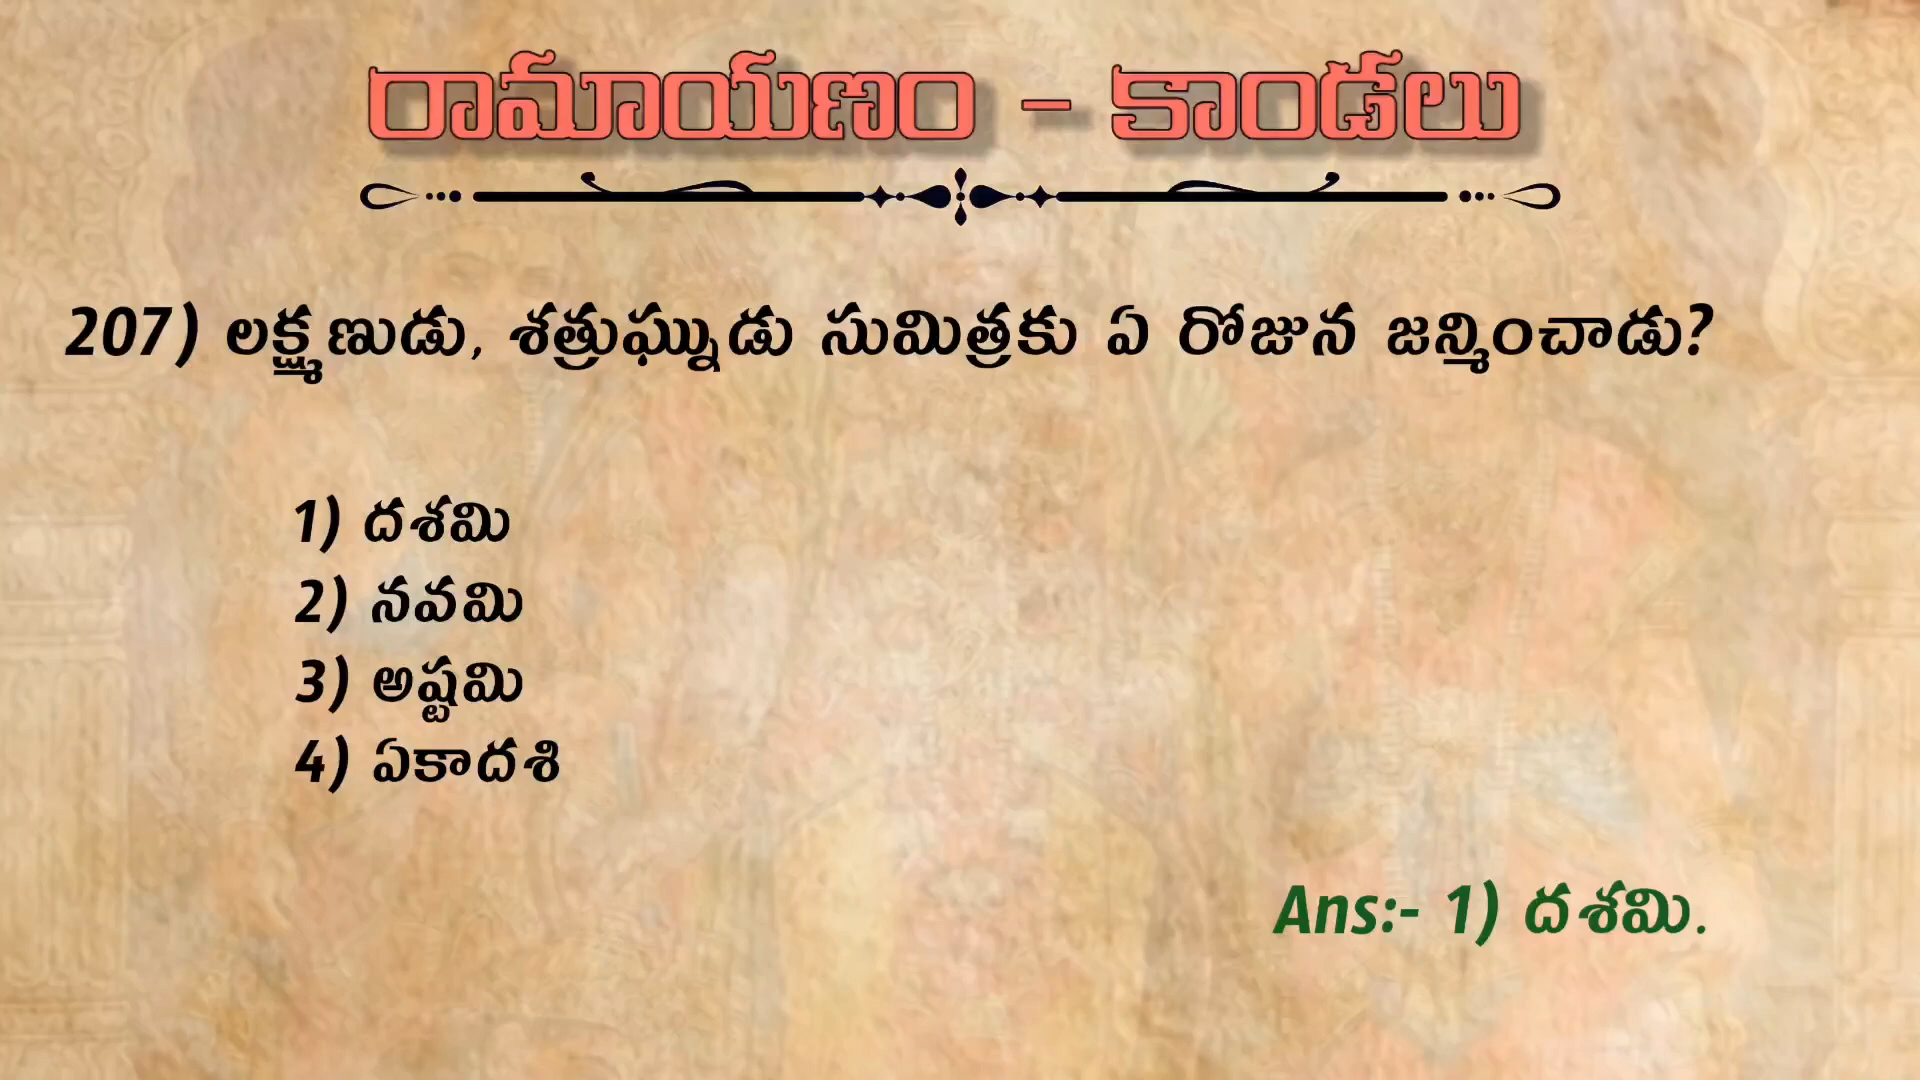 రామాయణం - కాండలు
207) లక్ష్మణుడు, శత్రుఘ్నుడు సుమిత్రకు ఏ రోజున జన్మించాడు?
1) దశమి
2) నవమి
3) అష్టమి
4) ఏకాదశి
Ans:- 1) దశమి.